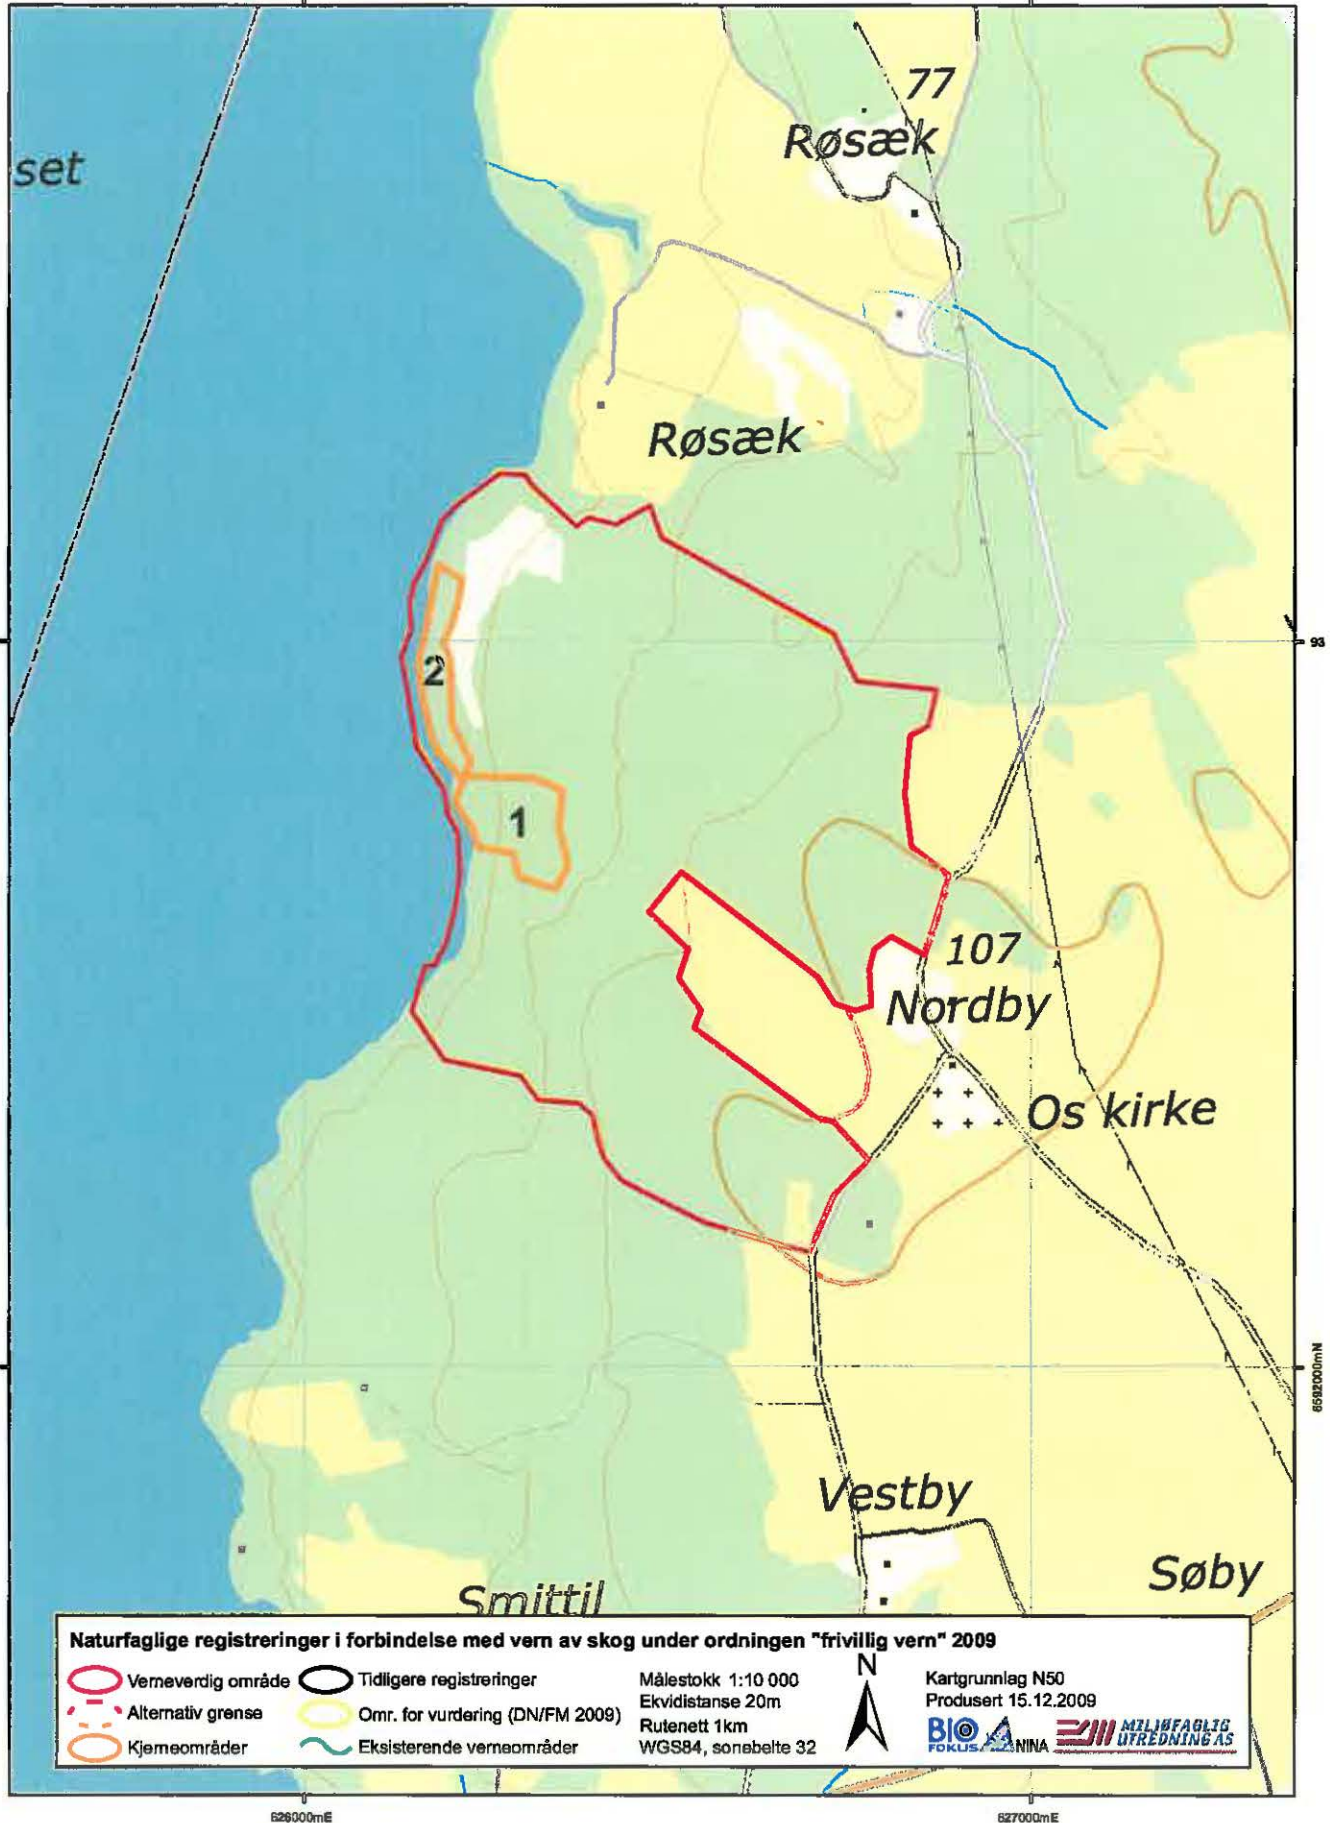 77
Røsæk
set
Røsæk
93
2
1
107
Nordby
Os kirke
6592000mN
Vestby
Søby
Smittil
Naturfaglige registreringer i forbindelse med vern av skog under ordningen "frivillig vern" 2009
Verneverdig område
Tidligere registreringer
Målestokk 1:10 000
N
Kartgrunnlag N50
Alternativ grense
Omr. for vurdering (DN/FM 2009)
Ekvidistanse 20m
Produsert 15.12.2009
Kjerneområder
Eksisterende verneområder
Rutenett 1km
WGS84, sonebelte 32
BIO FOKUS
NINA
MILJØFAGLIG UTREDNING AS
626000mE
627000mE